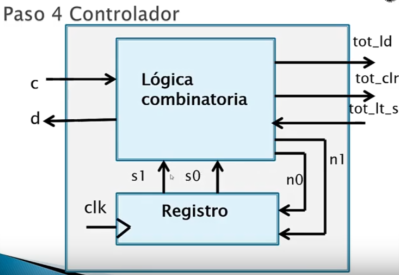 Paso 4 Controlador
tot_ld
c
Lógica
combinatoria
tot_clr
d
tot_lt_s
s1
s0
n0
n1
clk
Registro